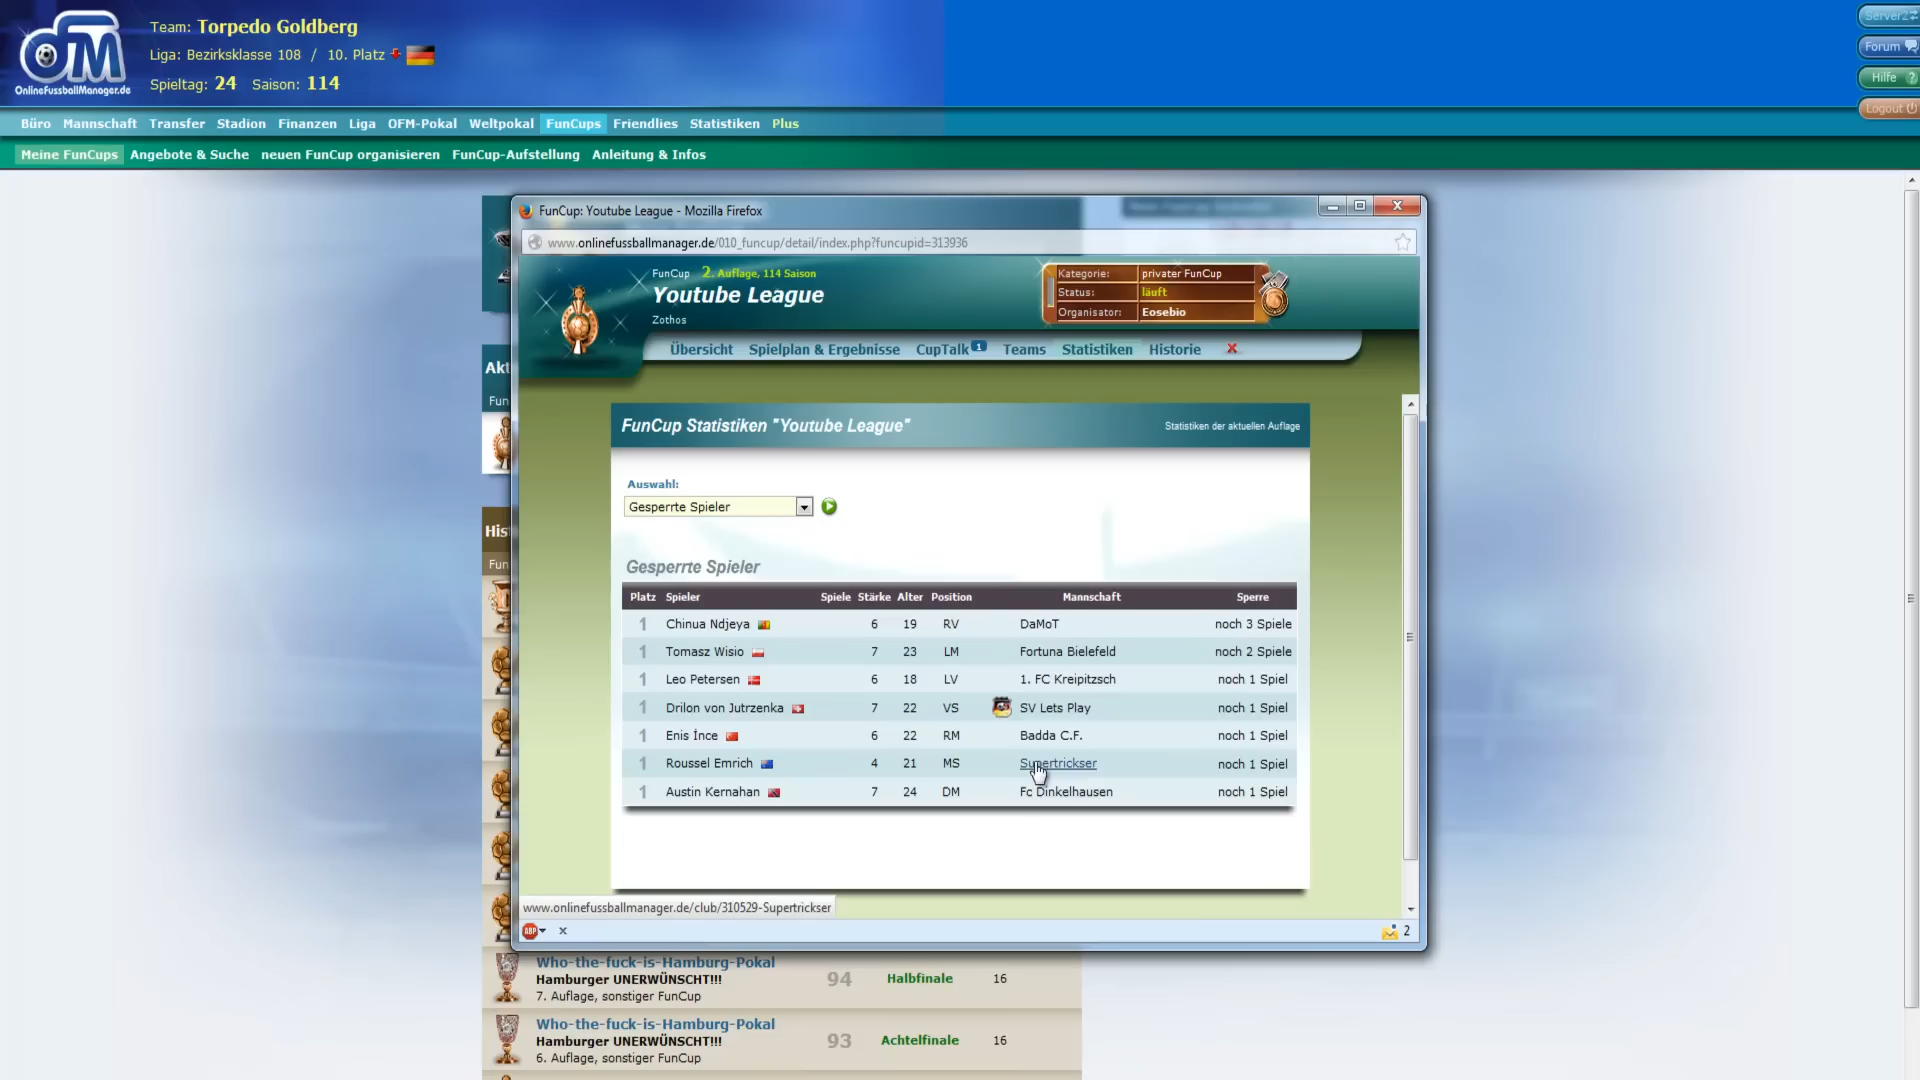 OFM
OnlineFussballManager.de
Team: Torpedo Goldberg
Liga: Bezirksklasse 108 / 10. Platz
Spieltag: 24 Saison: 114
Server2
Forum
Hilfe ?
Logout
Büro Mannschaft Transfer Stadion Finanzen Liga OFM-Pokal Weltpokal FunCups Friendlies Statistiken Plus
Meine FunCups Angebote & Suche neuen FunCup organisieren FunCup-Aufstellung Anleitung & Infos
FunCup: Youtube League - Mozilla Firefox
www.onlinefussballmanager.de/010_funcup/detail/index.php?funcupid=313936
FunCup 2. Auflage, 114 Saison
Youtube League
Zothos
Kategorie: privater FunCup
Status: läuft
Organisator: Eosebio
Übersicht Spielplan & Ergebnisse CupTalk 1 Teams Statistiken Historie
Akt
Fun
His
Fun
FunCup Statistiken "Youtube League"
Statistiken der aktuellen Auflage
Auswahl:
Gesperrte Spieler
Gesperrte Spieler
Platz Spieler Spiele Stärke Alter Position Mannschaft Sperre
1 Chinua Ndjeya 6 19 RV DaMoT noch 3 Spiele
1 Tomasz Wisio 7 23 LM Fortuna Bielefeld noch 2 Spiele
1 Leo Petersen 6 18 LV 1. FC Kreipitzsch noch 1 Spiel
1 Drilon von Jutrzenka 7 22 VS SV Lets Play noch 1 Spiel
1 Enis İnce 6 22 RM Badda C.F. noch 1 Spiel
1 Roussel Emrich 4 21 MS Supertrickser noch 1 Spiel
1 Austin Kernahan 7 24 DM Fc Dinkelhausen noch 1 Spiel
www.onlinefussballmanager.de/club/310529-Supertrickser
ABP
2
Who-the-fuck-is-Hamburg-Pokal
Hamburger UNERWÜNSCHT!!!
7. Auflage, sonstiger FunCup
94 Halbfinale 16
Who-the-fuck-is-Hamburg-Pokal
Hamburger UNERWÜNSCHT!!!
6. Auflage, sonstiger FunCup
93 Achtelfinale 16